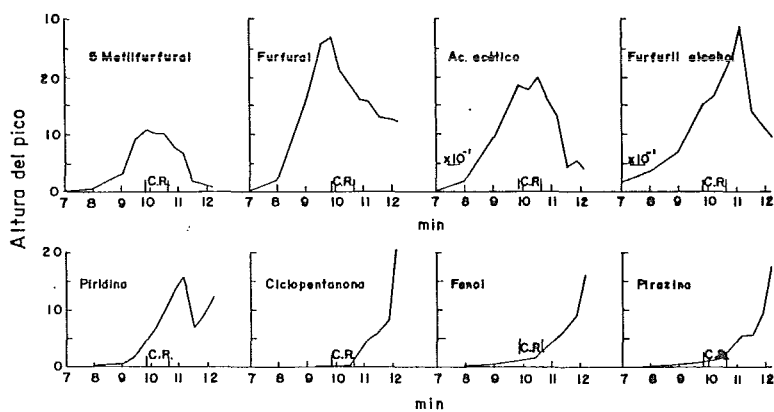 Altura del pico
30
20
10
0
5 Metilfurfural
Furfural
Ac. acético
Furfuril alcohol
x10⁻¹
x10⁻¹
C.R.
C.R.
C.R.
C.R.
7 8 9 10 11 12
7 8 9 10 11 12
7 8 9 10 11 12
7 8 9 10 11 12
min
20
10
0
Piridina
Ciclopentanona
Fenol
Pirazina
C.R.
C.R.
C.R.
C.R.
7 8 9 10 11 12
7 8 9 10 11 12
7 8 9 10 11 12
7 8 9 10 11 12
min